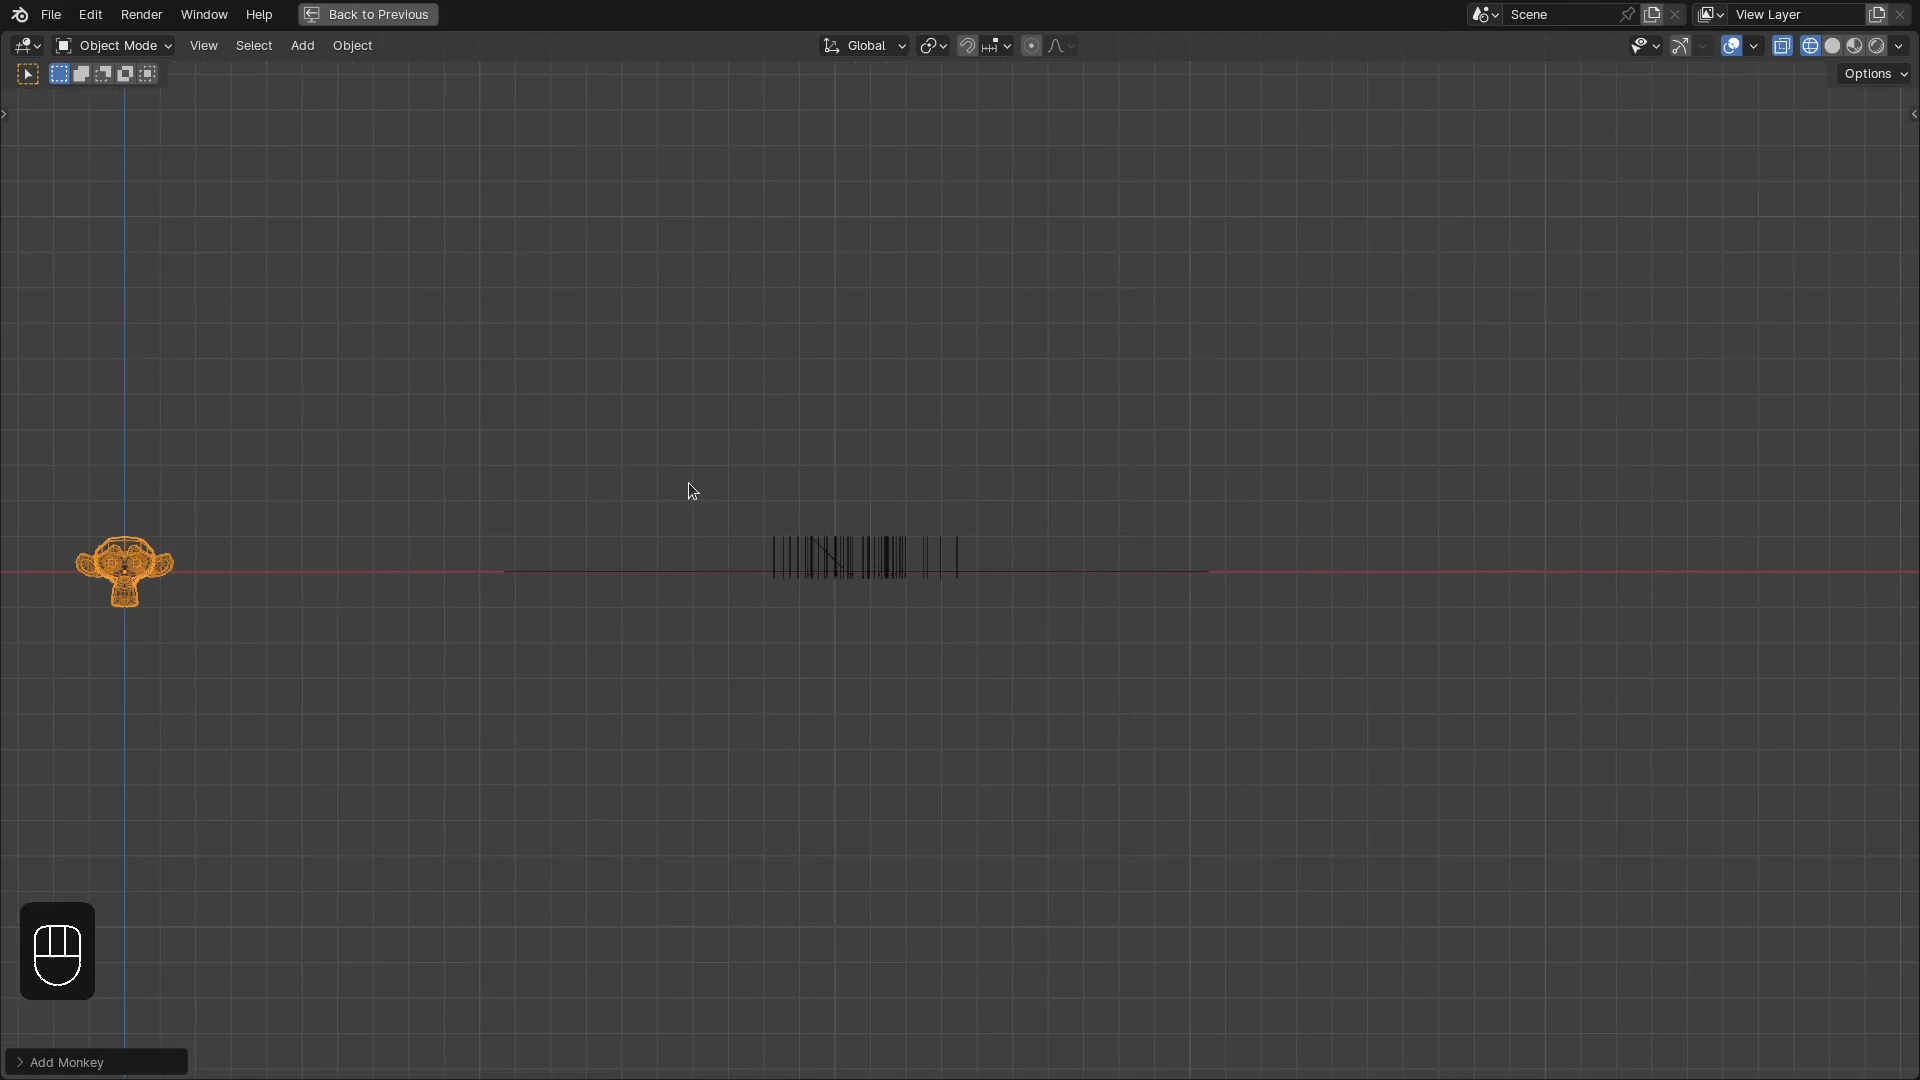 File Edit Render Window Help Back to Previous Scene View Layer
Object Mode View Select Add Object Global
Options
Add Monkey